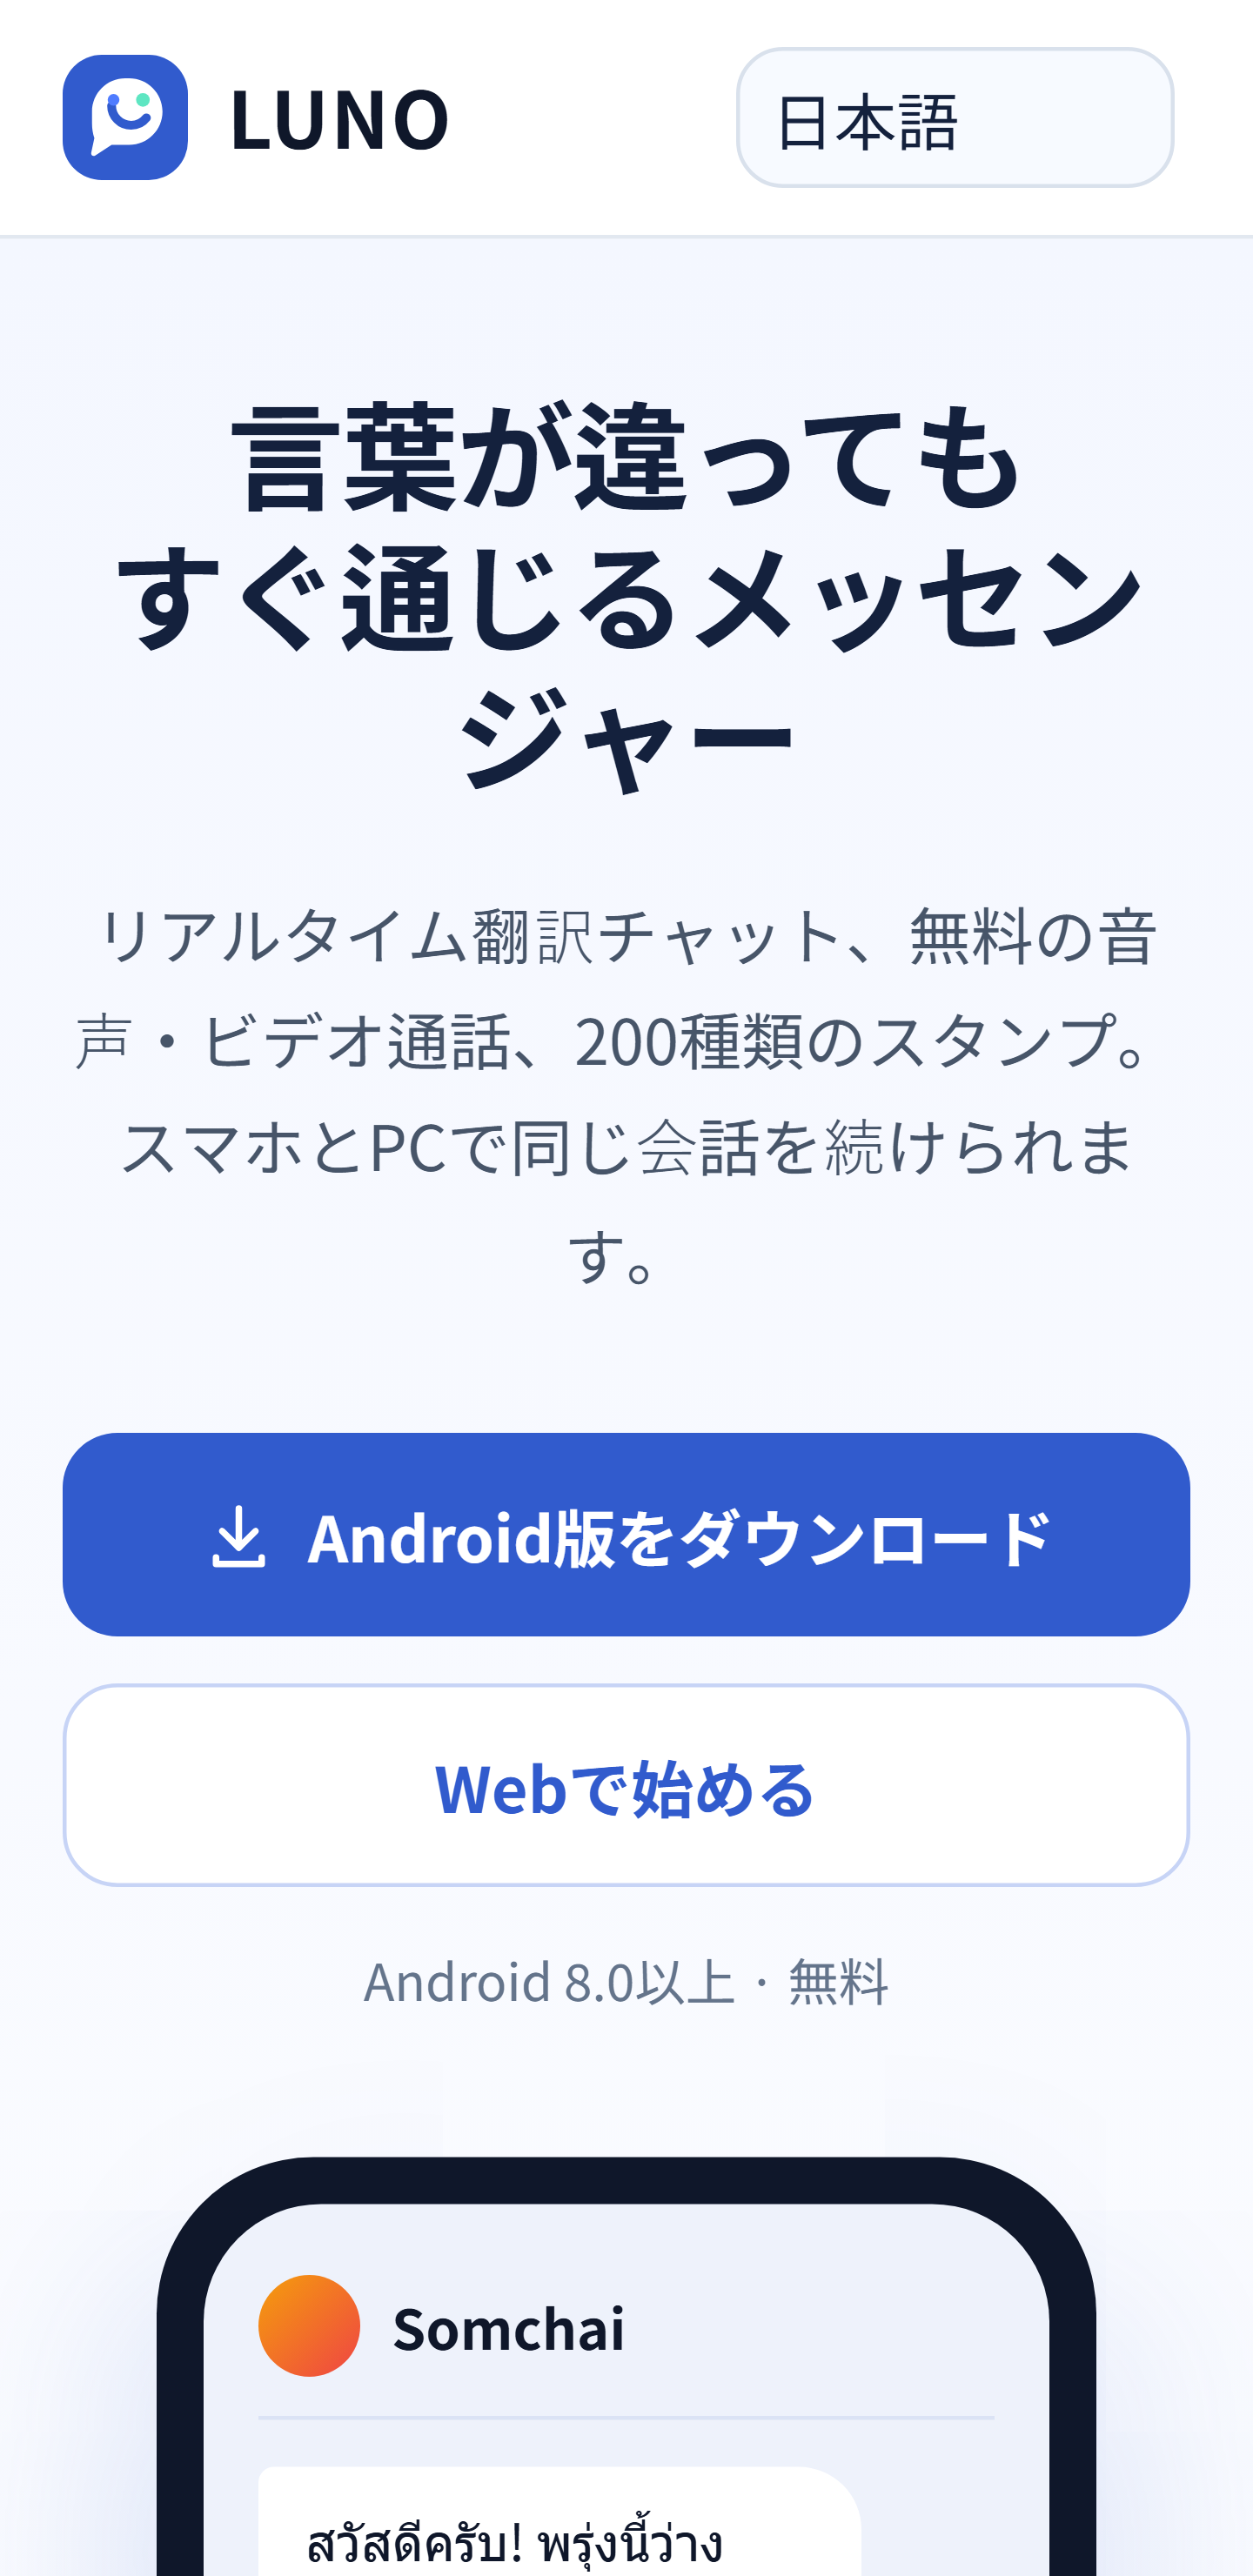 LUNO
日本語
言葉が違っても
すぐ通じるメッセン
ジャー
リアルタイム翻訳チャット、無料の音
声・ビデオ通話、200種類のスタンプ。
スマホとPCで同じ会話を続けられま
す。
Android版をダウンロード
Webで始める
Android 8.0以上 · 無料
Somchai
สวัสดีครับ! พรุ่งนี้ว่าง